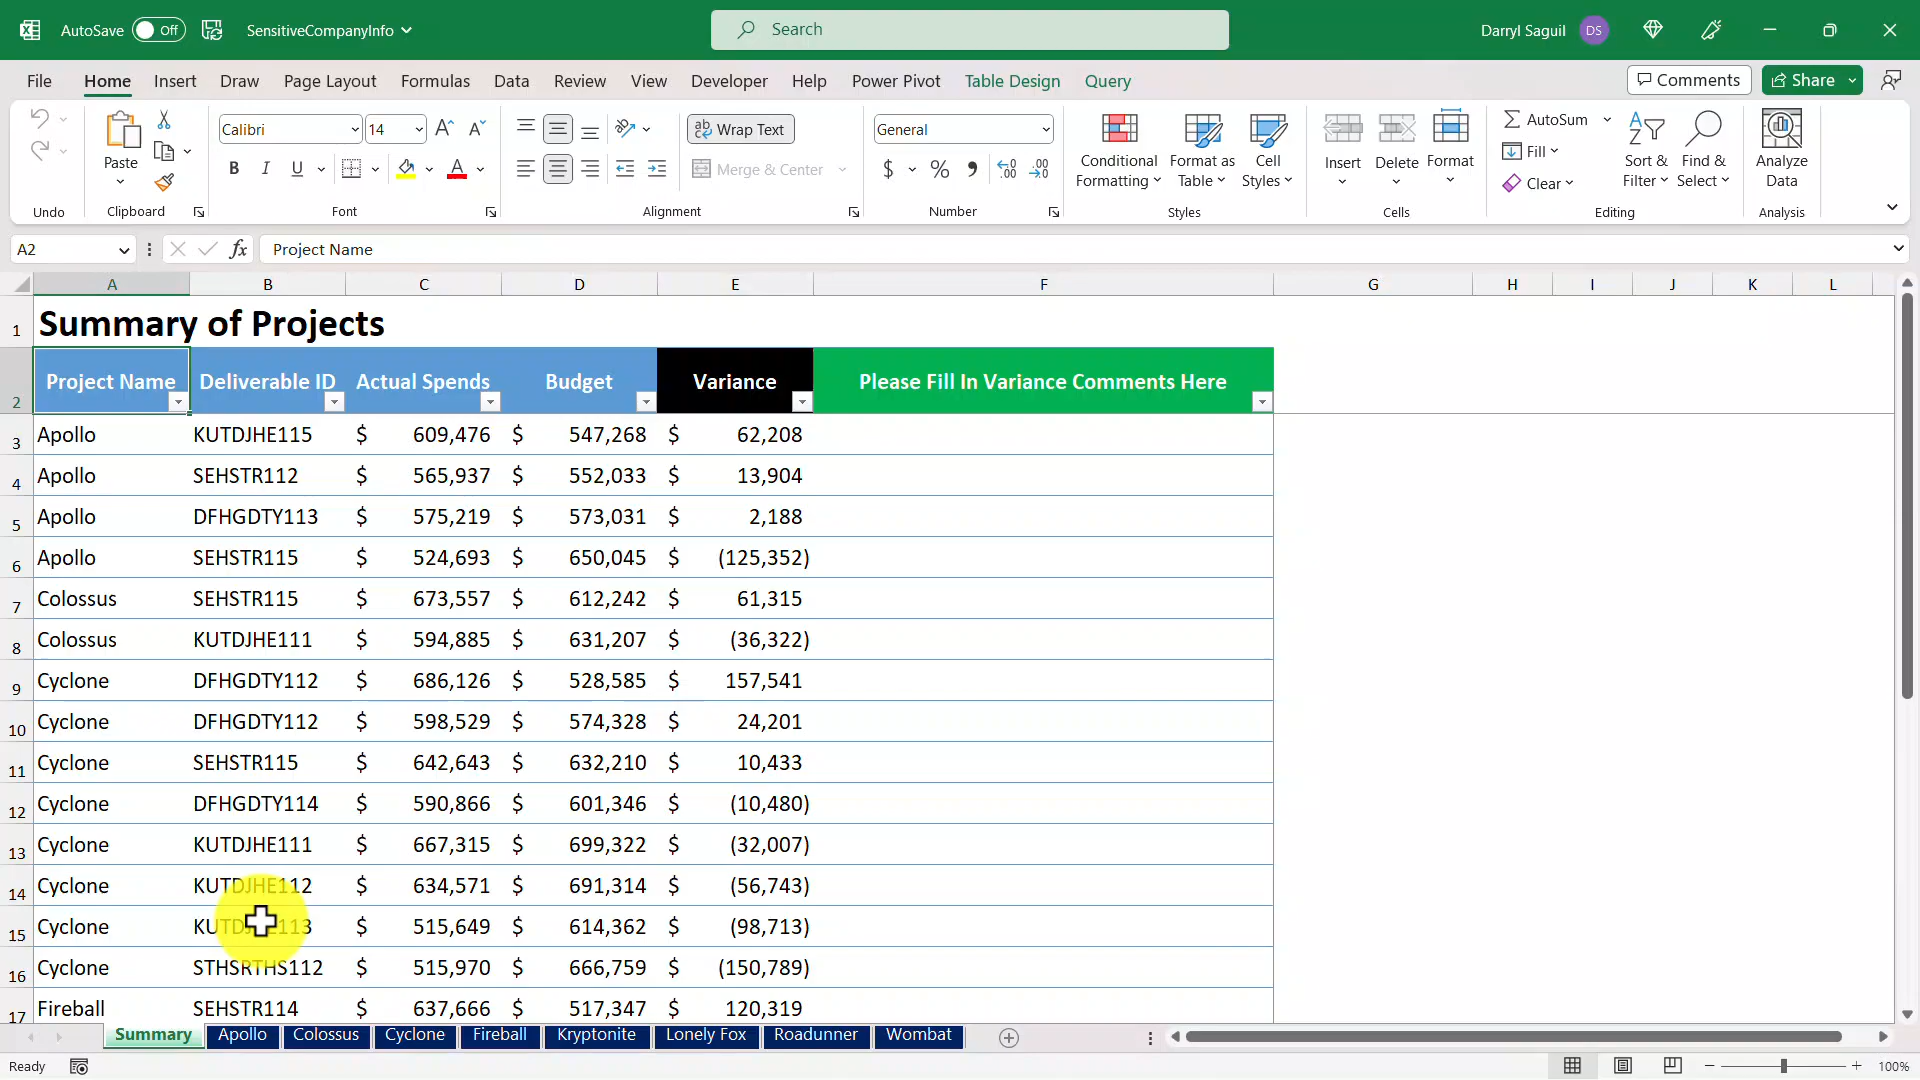 AutoSave Off SensitiveCompanyInfo Search Darryl Saguil DS
File Home Insert Draw Page Layout Formulas Data Review View Developer Help Power Pivot Table Design Query Comments Share
Paste
Undo Clipboard
Calibri 14
B I U A
Font
ab Wrap Text
Merge & Center
Alignment
General
$ % 9
Number
Conditional Formatting Format as Table Cell Styles
Styles
Insert Delete Format
Cells
AutoSum
Fill
Clear
Sort & Filter Find & Select
Editing
Analyze Data
Analysis
A2 fx Project Name
A B C D E F G H I J K L
1 Summary of Projects
2 Project Name Deliverable ID Actual Spends Budget Variance Please Fill In Variance Comments Here
3 Apollo KUTDJHE115 $ 609,476 $ 547,268 $ 62,208
4 Apollo SEHSTR112 $ 565,937 $ 552,033 $ 13,904
5 Apollo DFHGDTY113 $ 575,219 $ 573,031 $ 2,188
6 Apollo SEHSTR115 $ 524,693 $ 650,045 $ (125,352)
7 Colossus SEHSTR115 $ 673,557 $ 612,242 $ 61,315
8 Colossus KUTDJHE111 $ 594,885 $ 631,207 $ (36,322)
9 Cyclone DFHGDTY112 $ 686,126 $ 528,585 $ 157,541
10 Cyclone DFHGDTY112 $ 598,529 $ 574,328 $ 24,201
11 Cyclone SEHSTR115 $ 642,643 $ 632,210 $ 10,433
12 Cyclone DFHGDTY114 $ 590,866 $ 601,346 $ (10,480)
13 Cyclone KUTDJHE111 $ 667,315 $ 699,322 $ (32,007)
14 Cyclone KUTDJHE112 $ 634,571 $ 691,314 $ (56,743)
15 Cyclone KUTDJHE113 $ 515,649 $ 614,362 $ (98,713)
16 Cyclone STHSRTHS112 $ 515,970 $ 666,759 $ (150,789)
17 Fireball SEHSTR114 $ 637,666 $ 517,347 $ 120,319
Summary Apollo Colossus Cyclone Fireball Kryptonite Lonely Fox Roadunner Wombat
Ready 100%